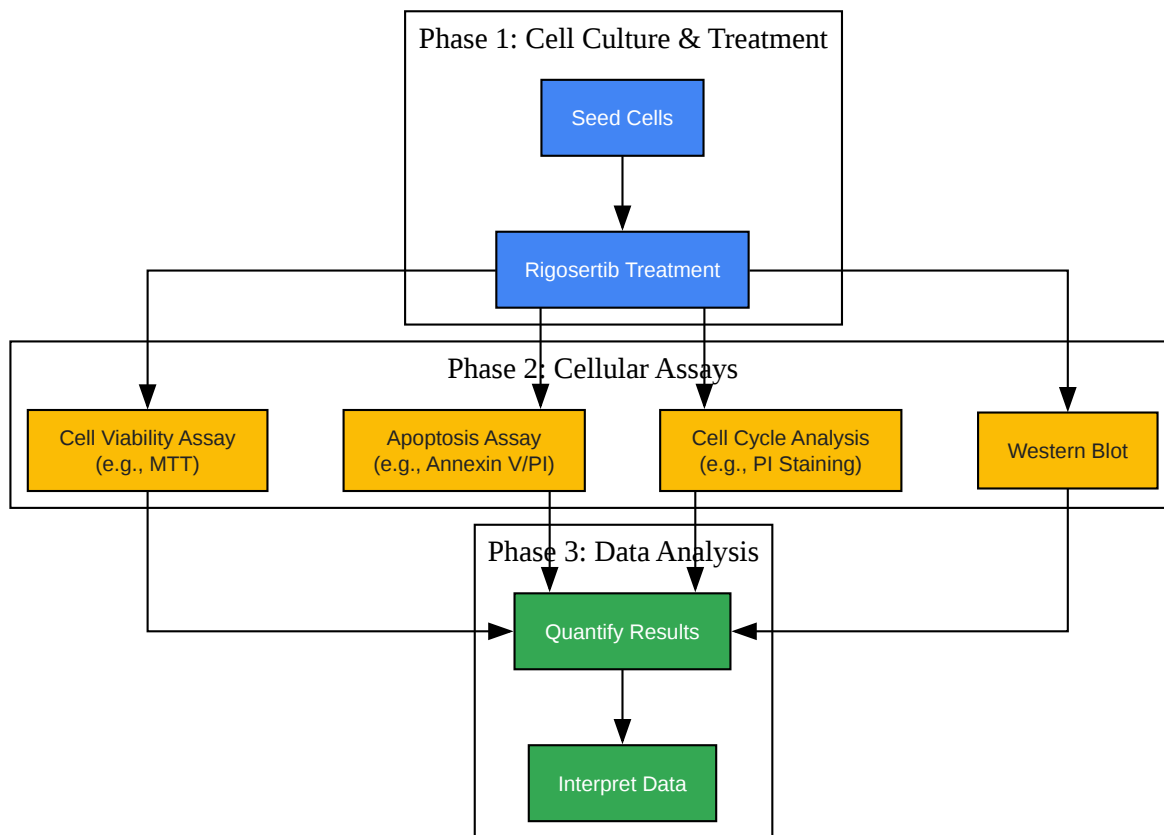 Phase 1: Cell Culture & Treatment
Seed Cells
Rigosertib Treatment
Phase 2: Cellular Assays
Cell Viability Assay
(e.g., MTT)
Apoptosis Assay
(e.g., Annexin V/PI)
Cell Cycle Analysis
(e.g., PI Staining)
Western Blot
Phase 3: Data Analysis
Quantify Results
Interpret Data